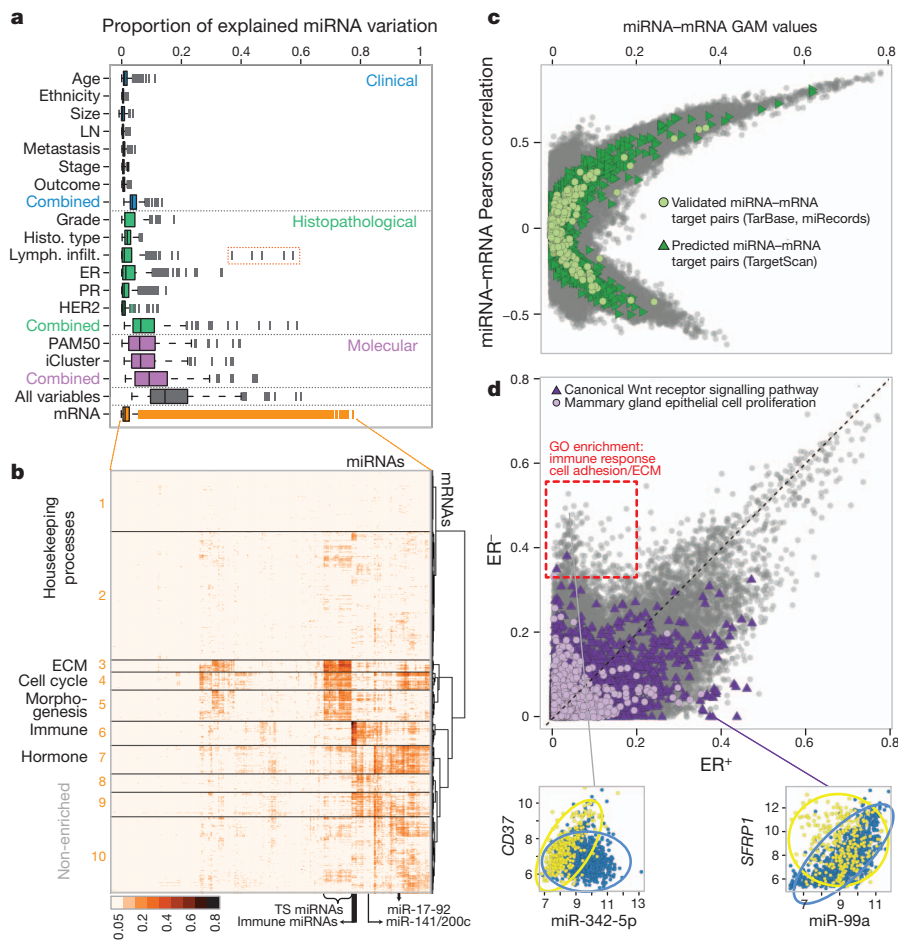 a
Proportion of explained miRNA variation
0 0.2 0.4 0.6 0.8 1
Clinical
Age
Ethnicity
Size
LN
Metastasis
Stage
Outcome
Combined
Histopathological
Grade
Histo. type
Lymph. infilt.
ER
PR
HER2
Combined
Molecular
PAM50
iCluster
Combined
All variables
mRNA
b
miRNAs
mRNAs
Housekeeping
processes
1
2
ECM 3
Cell cycle 4
Morpho-
genesis 5
Immune 6
Hormone 7
8
9
Non-enriched
10
0.05 0.1 0.2 0.3 0.4 0.5 0.6 0.8
TS miRNAs
Immune miRNAs
miR-17-92
miR-141/200c
c
miRNA–mRNA GAM values
0 0.2 0.4 0.6 0.8
miRNA–mRNA Pearson correlation
0.5
0
−0.5
Validated miRNA–mRNA
target pairs (TarBase, miRecords)
Predicted miRNA–mRNA
target pairs (TargetScan)
d
Canonical Wnt receptor signalling pathway
Mammary gland epithelial cell proliferation
GO enrichment:
immune response
cell adhesion/ECM
ER−
0.8
0.6
0.4
0.2
0
0 0.2 0.4 0.6 0.8
ER+
CD37
10
8
6
7 9 11 13
miR-342-5p
SFRP1
12
10
8
6
7 9 11
miR-99a